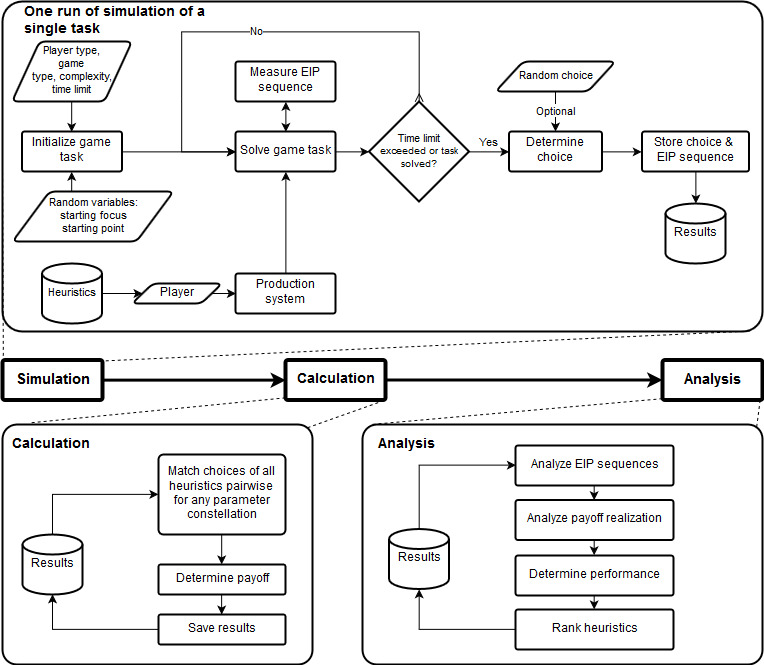 One run of simulation of a
single task
Player type,
game
type, complexity,
time limit
No
Measure EIP
sequence
Random choice
Optional
Initialize game
task
Solve game task
Time limit
exceeded or task
solved?
Yes
Determine
choice
Store choice &
EIP sequence
Random variables:
starting focus
starting point
Results
Heuristics
Player
Production
system
Simulation
Calculation
Analysis
Calculation
Match choices of all
heuristics pairwise
for any parameter
constellation
Results
Determine payoff
Save results
Analysis
Analyze EIP sequences
Analyze payoff realization
Results
Determine performance
Rank heuristics